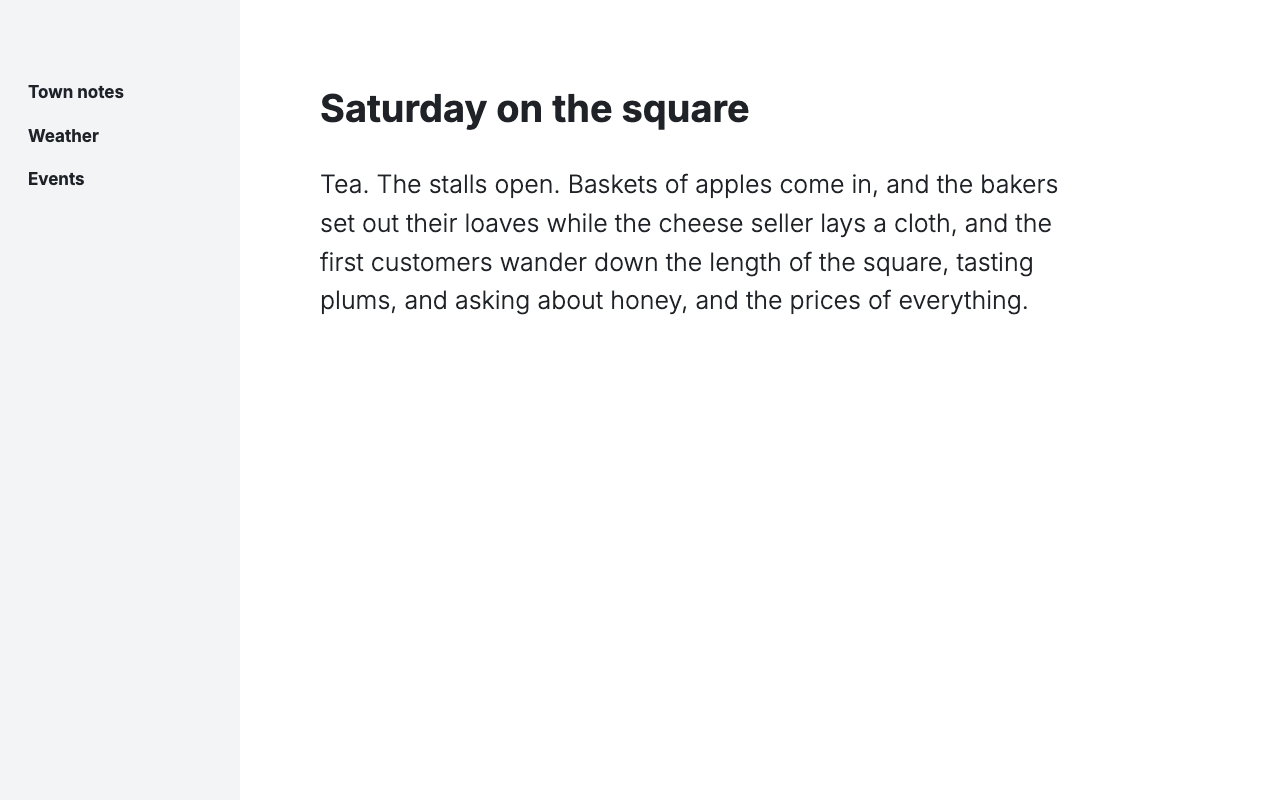 Town notes
Weather
Events
Saturday on the square
Tea. The stalls open. Baskets of apples come in, and the bakers
set out their loaves while the cheese seller lays a cloth, and the
first customers wander down the length of the square, tasting
plums, and asking about honey, and the prices of everything.